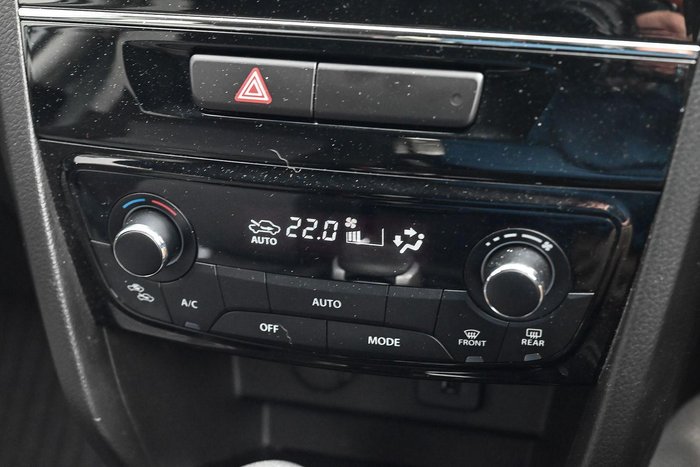 AUTO 22.0
A/C
AUTO
OFF
MODE
FRONT
REAR